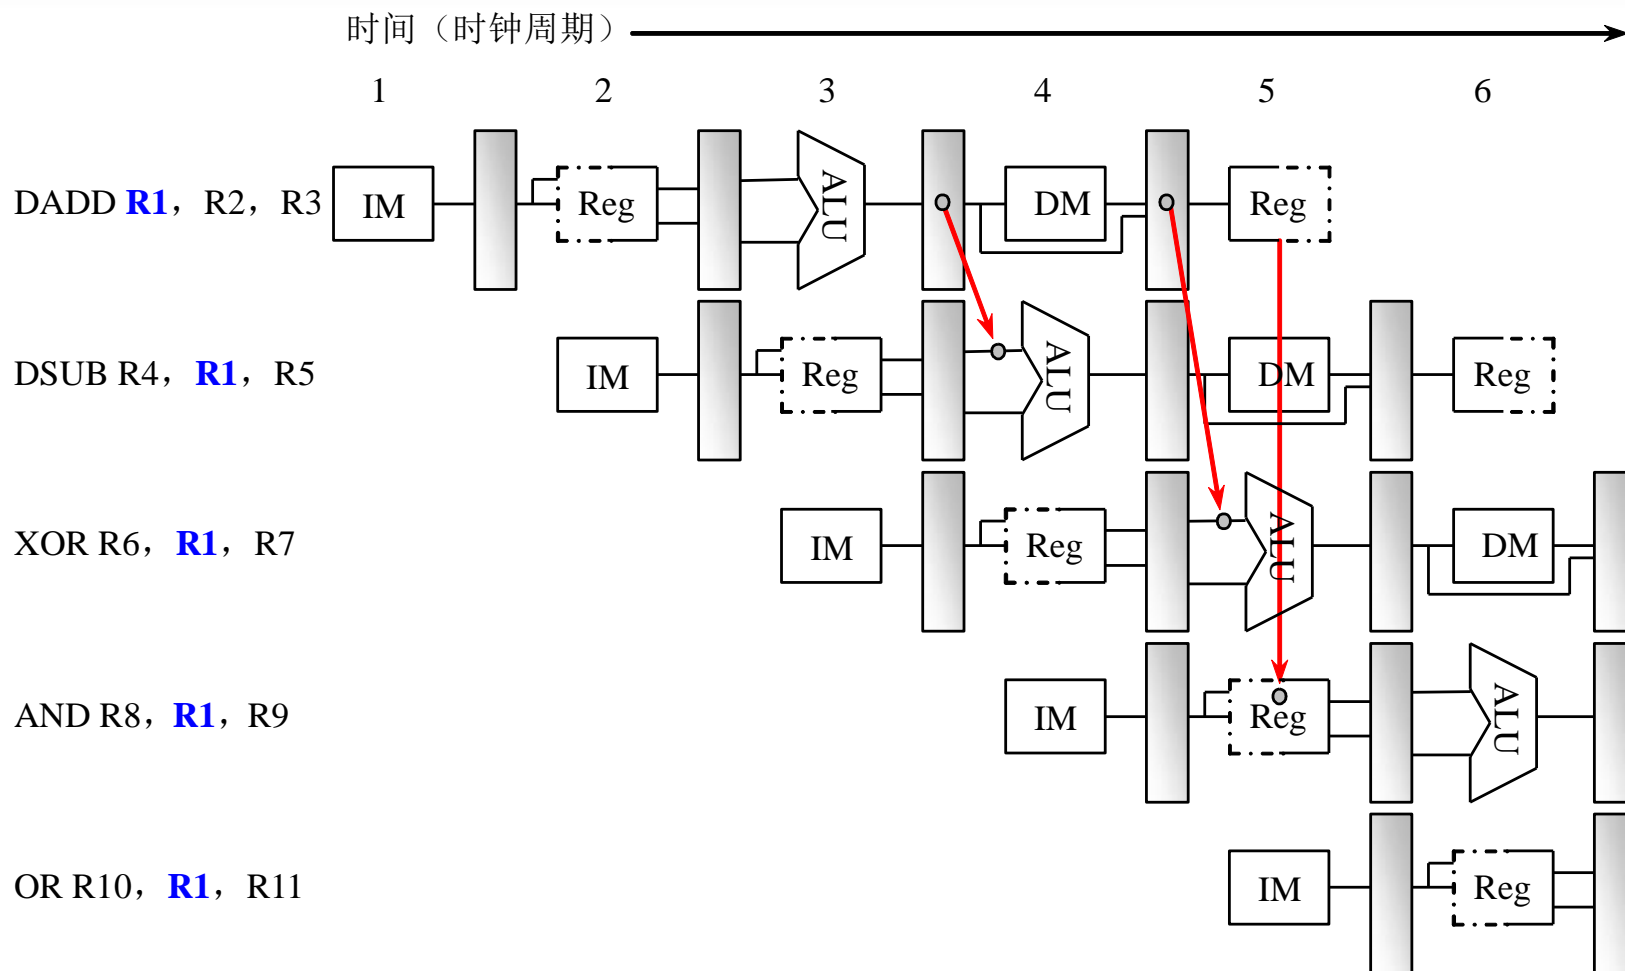 时间（时钟周期）
1 2 3 4 5 6
DADD R1，R2，R3 IM Reg ALU DM Reg
DSUB R4，R1，R5 IM Reg ALU DM Reg
XOR R6，R1，R7 IM Reg ALU DM
AND R8，R1，R9 IM Reg ALU
OR R10，R1，R11 IM Reg